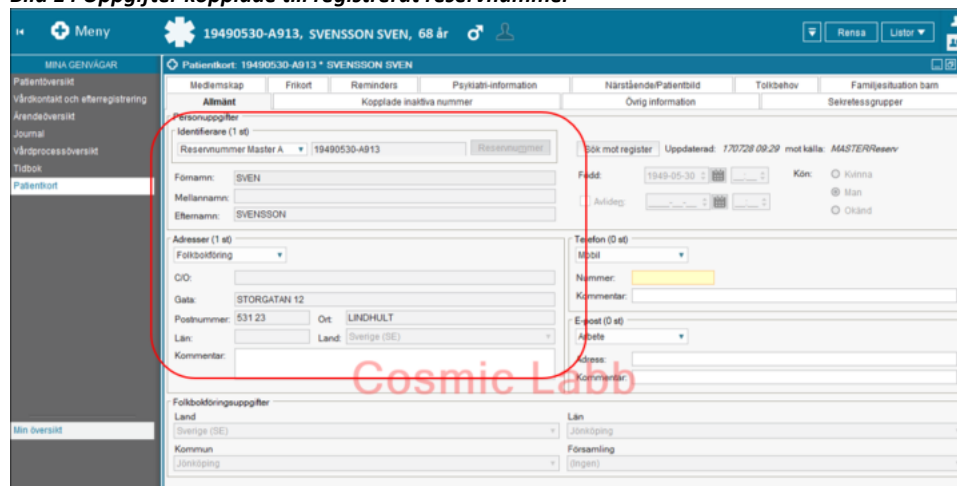 Bild 24 Uppgifter kopplade till registrerat reservnummer
Meny
19490530-A913, SVENSSON SVEN, 68 år
Rensa
Listor
MINA GENVÄGAR
Patientöversikt
Vårdkontakt och efterregistrering
Ärendeöversikt
Journal
Vårdprocessöversikt
Tidbok
Patientkort
Min översikt
Patientkort: 19490530-A913 * SVENSSON SVEN
Medlemskap Frikort Reminders Psykiatri-information Närstående/Patientbild Tolkbehov Familjesituation barn
Allmänt Kopplade inaktiva nummer Övrig information Sekretessgrupper
Personuppgifter
Identifierare (1 st)
Reservnummer Master A 19490530-A913 Reservnummer Sök mot register Uppdaterad: 170728 09:29 mot källa: MASTERReserv
Förnamn: SVEN Född: 1949-05-30 Kön: Kvinna
Mellannamn: Avliden: Man
Efternamn: SVENSSON Okänd
Adresser (1 st)
Folkbokföring
C/O:
Gata: STORGATAN 12
Postnummer: 531 23 Ort: LINDHULT
Län: Land: Sverige (SE)
Kommentar:
Telefon (0 st)
Mobil
Nummer:
Kommentar:
E-post (0 st)
Arbete
Adress:
Kommentar:
Cosmic Labb
Folkbokföringsuppgifter
Land Län
Sverige (SE) Jönköping
Kommun Församling
Jönköping (Ingen)